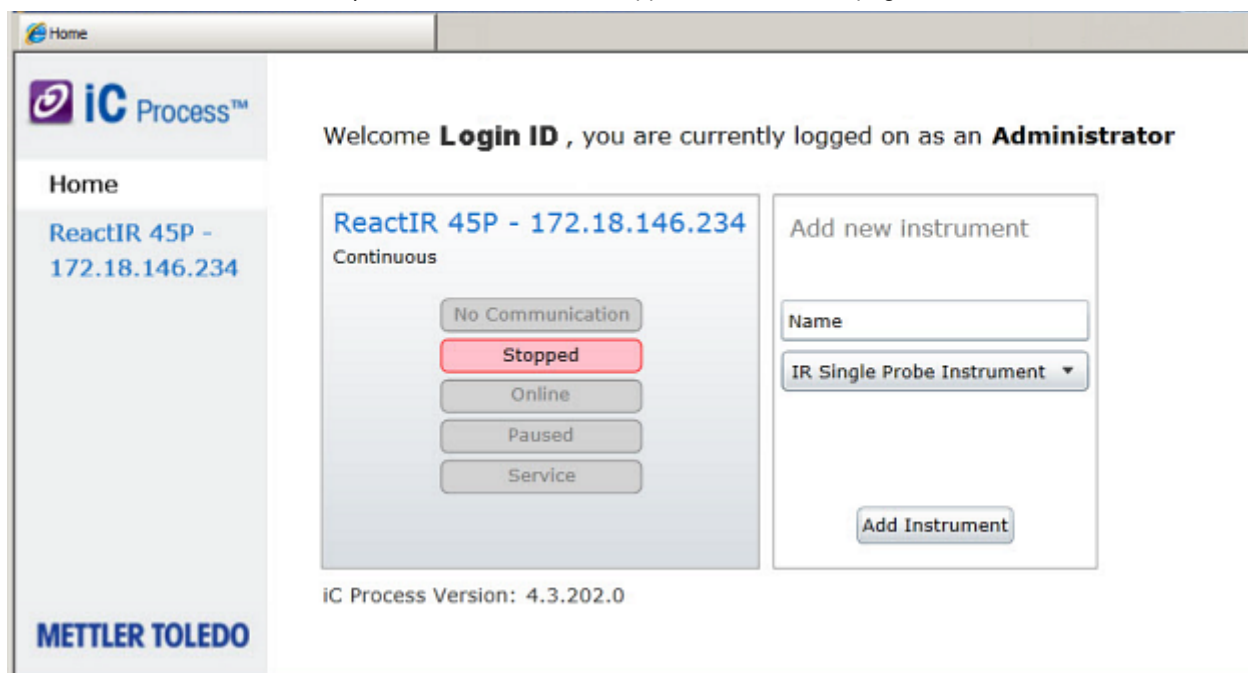 Home
iC Process™
Welcome Login ID , you are currently logged on as an Administrator
Home
ReactIR 45P -
172.18.146.234
ReactIR 45P - 172.18.146.234
Continuous
No Communication
Stopped
Online
Paused
Service
Add new instrument
Name
IR Single Probe Instrument
Add Instrument
iC Process Version: 4.3.202.0
METTLER TOLEDO